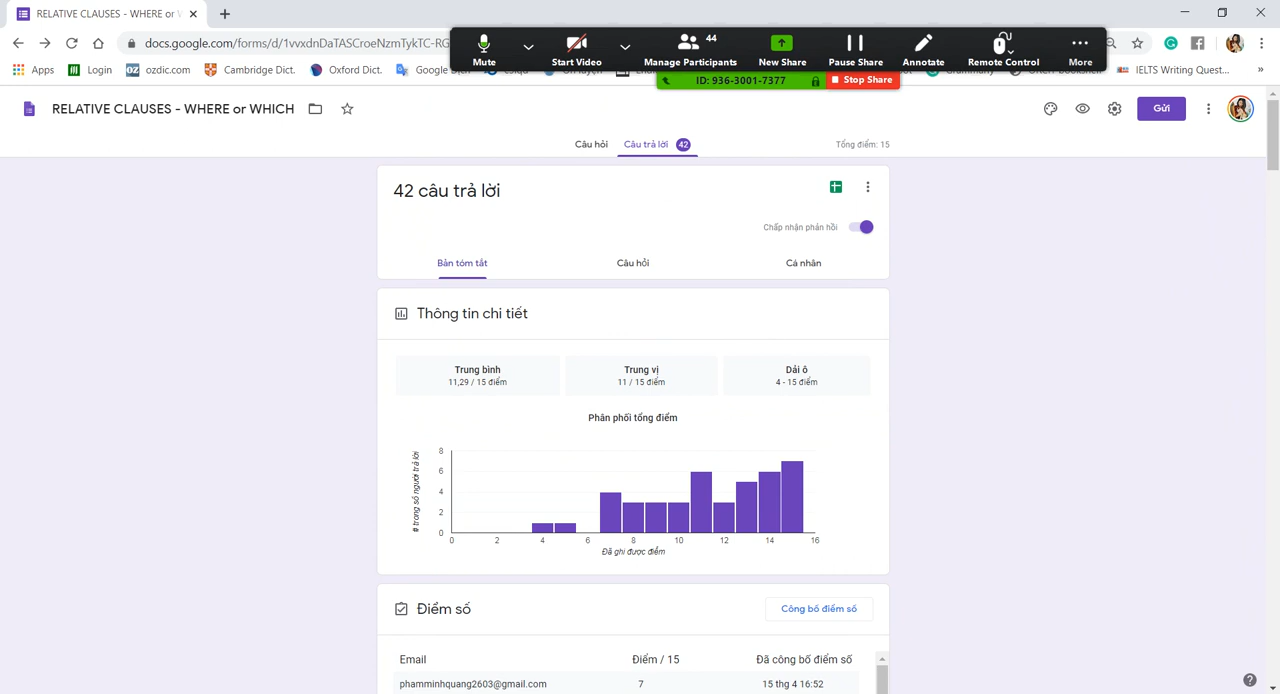 RELATIVE CLAUSES - WHERE or W
docs.google.com/forms/d/1vvxdnDaTASCroeNzmTykTC-RG
Mute
Start Video
44
Manage Participants
New Share
Pause Share
Annotate
Remote Control
More
Apps
Login
ozdic.com
Cambridge Dict.
Oxford Dict.
Google
IELTS Writing Quest...
ID: 936-3001-7377
Stop Share
RELATIVE CLAUSES - WHERE or WHICH
Gửi
Câu hỏi
Câu trả lời 42
Tổng điểm: 15
42 câu trả lời
Chấp nhận phản hồi
Bản tóm tắt
Câu hỏi
Cá nhân
Thông tin chi tiết
Trung bình
11,29 / 15 điểm
Trung vị
11 / 15 điểm
Dải ô
4 - 15 điểm
Phân phối tổng điểm
# trong số người trả lời
8
6
4
2
0
0 2 4 6 8 10 12 14 16
Đã ghi được điểm
Điểm số
Công bố điểm số
Email
Điểm / 15
Đã công bố điểm số
phamminhquang2603@gmail.com
7
15 thg 4 16:52